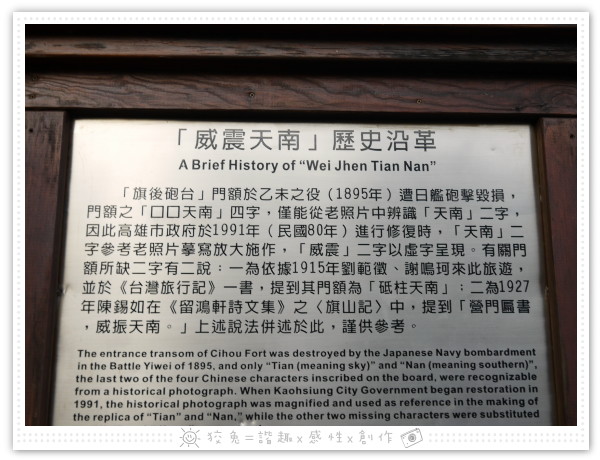 「威震天南」歷史沿革
A Brief History of “Wei Jhen Tian Nan”
「旗後砲台」門額於乙未之役（1895年）遭日艦砲擊毀損，
門額之「口口天南」四字，僅能從老照片中辨識「天南」二字，
因此高雄市政府於1991年（民國80年）進行修復時，「天南」二
字參考老照片摹寫放大施作，「威震」二字以虛字呈現。有關門
額所缺二字有二說：一為依據1915年劉範徵、謝鳴珂來此旅遊，
並於《台灣旅行記》一書，提到其門額為「砥柱天南」；二為1927
年陳錫如在《留鴻軒詩文集》之〈旗山記〉中，提到「營門匾書
，威振天南。」上述說法併述於此，謹供參考。
The entrance transom of Cihou Fort was destroyed by the Japanese Navy bombardment
in the Battle Yiwei of 1895, and only “Tian (meaning sky)” and “Nan (meaning southern)”,
the last two of the four Chinese characters inscribed on the board, were recognizable
from a historical photograph. When Kaohsiung City Government began restoration in
1991, the historical photograph was magnified and used as reference in the making of
the replica of “Tian” and “Nan,” while the other two missing characters were substituted
狡兔=諧趣x感性x創作